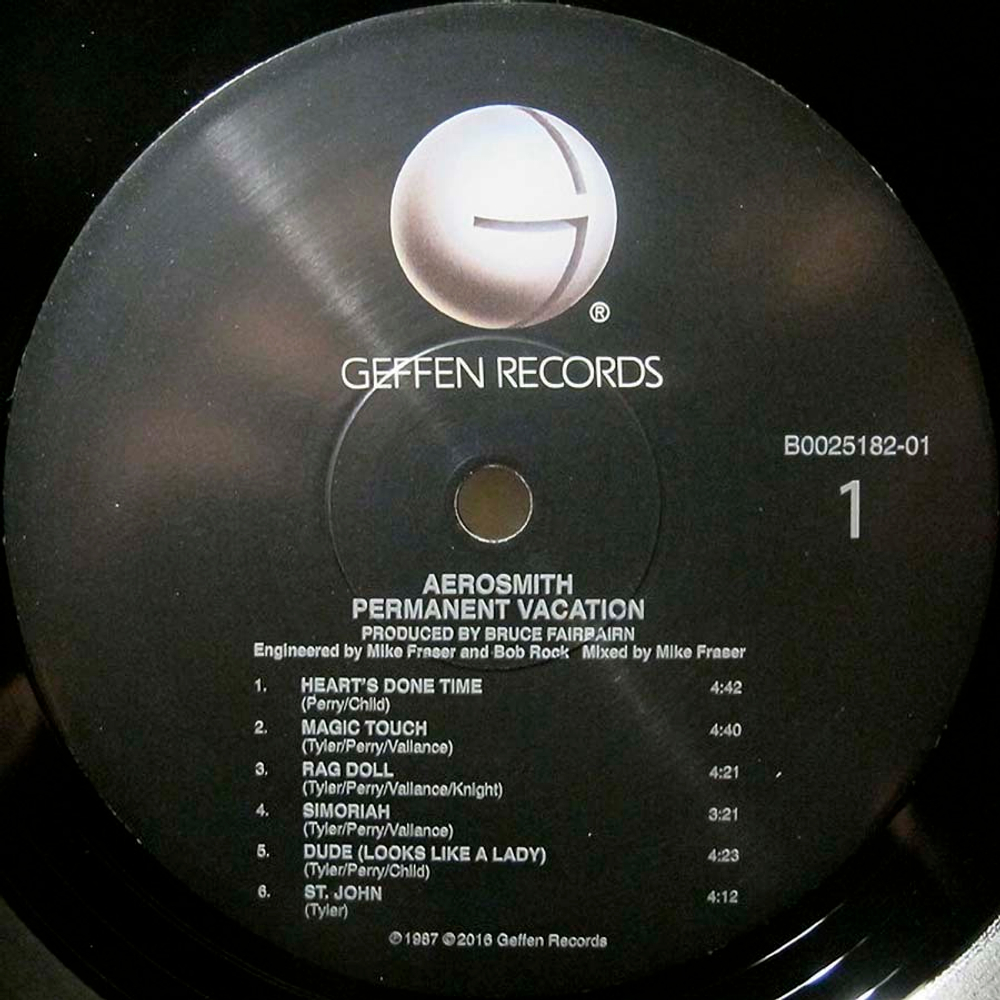 ®
GEFFEN RECORDS
B0025182-01
1
AEROSMITH
PERMANENT VACATION
PRODUCED BY BRUCE FAIRBAIRN
Engineered by Mike Fraser and Bob Rock Mixed by Mike Fraser
1. HEART'S DONE TIME 4:42
(Perry/Child)
2. MAGIC TOUCH 4:40
(Tyler/Perry/Vallance)
3. RAG DOLL 4:21
(Tyler/Perry/Vallance/Knight)
4. SIMORIAH 3:21
(Tyler/Perry/Vallance)
5. DUDE (LOOKS LIKE A LADY) 4:23
(Tyler/Perry/Child)
6. ST. JOHN 4:12
(Tyler)
℗1987 ©2016 Geffen Records